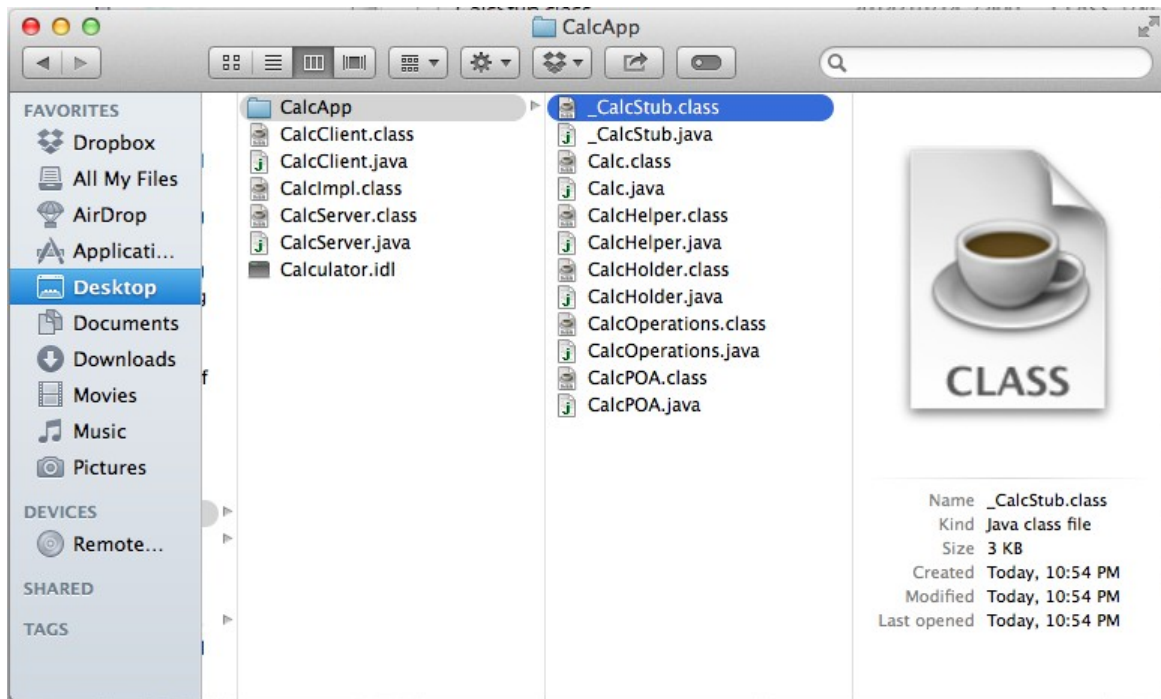 CalcApp
FAVORITES
Dropbox
All My Files
AirDrop
Applicati...
Desktop
Documents
Downloads
Movies
Music
Pictures
DEVICES
Remote...
SHARED
TAGS
CalcApp
CalcClient.class
CalcClient.java
CalcImpl.class
CalcServer.class
CalcServer.java
Calculator.idl
_CalcStub.class
_CalcStub.java
Calc.class
Calc.java
CalcHelper.class
CalcHelper.java
CalcHolder.class
CalcHolder.java
CalcOperations.class
CalcOperations.java
CalcPOA.class
CalcPOA.java
CLASS
Name _CalcStub.class
Kind Java class file
Size 3 KB
Created Today, 10:54 PM
Modified Today, 10:54 PM
Last opened Today, 10:54 PM